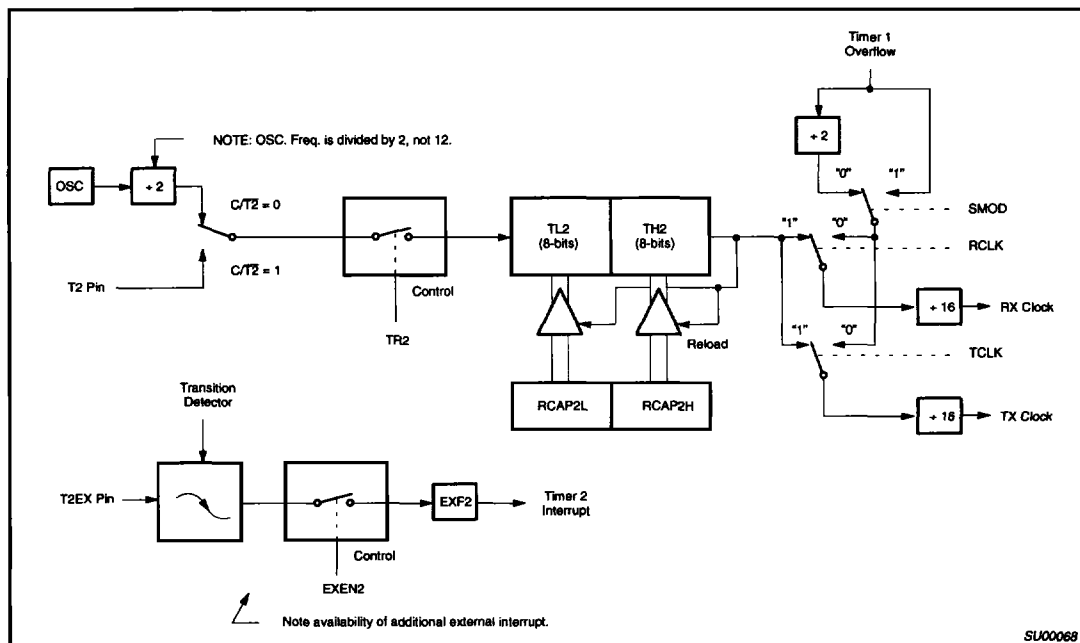 Timer 1
Overflow
NOTE: OSC. Freq. is divided by 2, not 12.
÷ 2
"0"
"1"
OSC
÷ 2
C/T2 = 0
SMOD
TL2
(8-bits)
TH2
(8-bits)
"1"
"0"
RCLK
C/T2 = 1
T2 Pin
Control
÷ 16
RX Clock
TR2
Reload
"1"
"0"
TCLK
RCAP2L
RCAP2H
÷ 16
TX Clock
Transition
Detector
T2EX Pin
EXF2
Timer 2
Interrupt
Control
EXEN2
Note availability of additional external interrupt.
SU00068